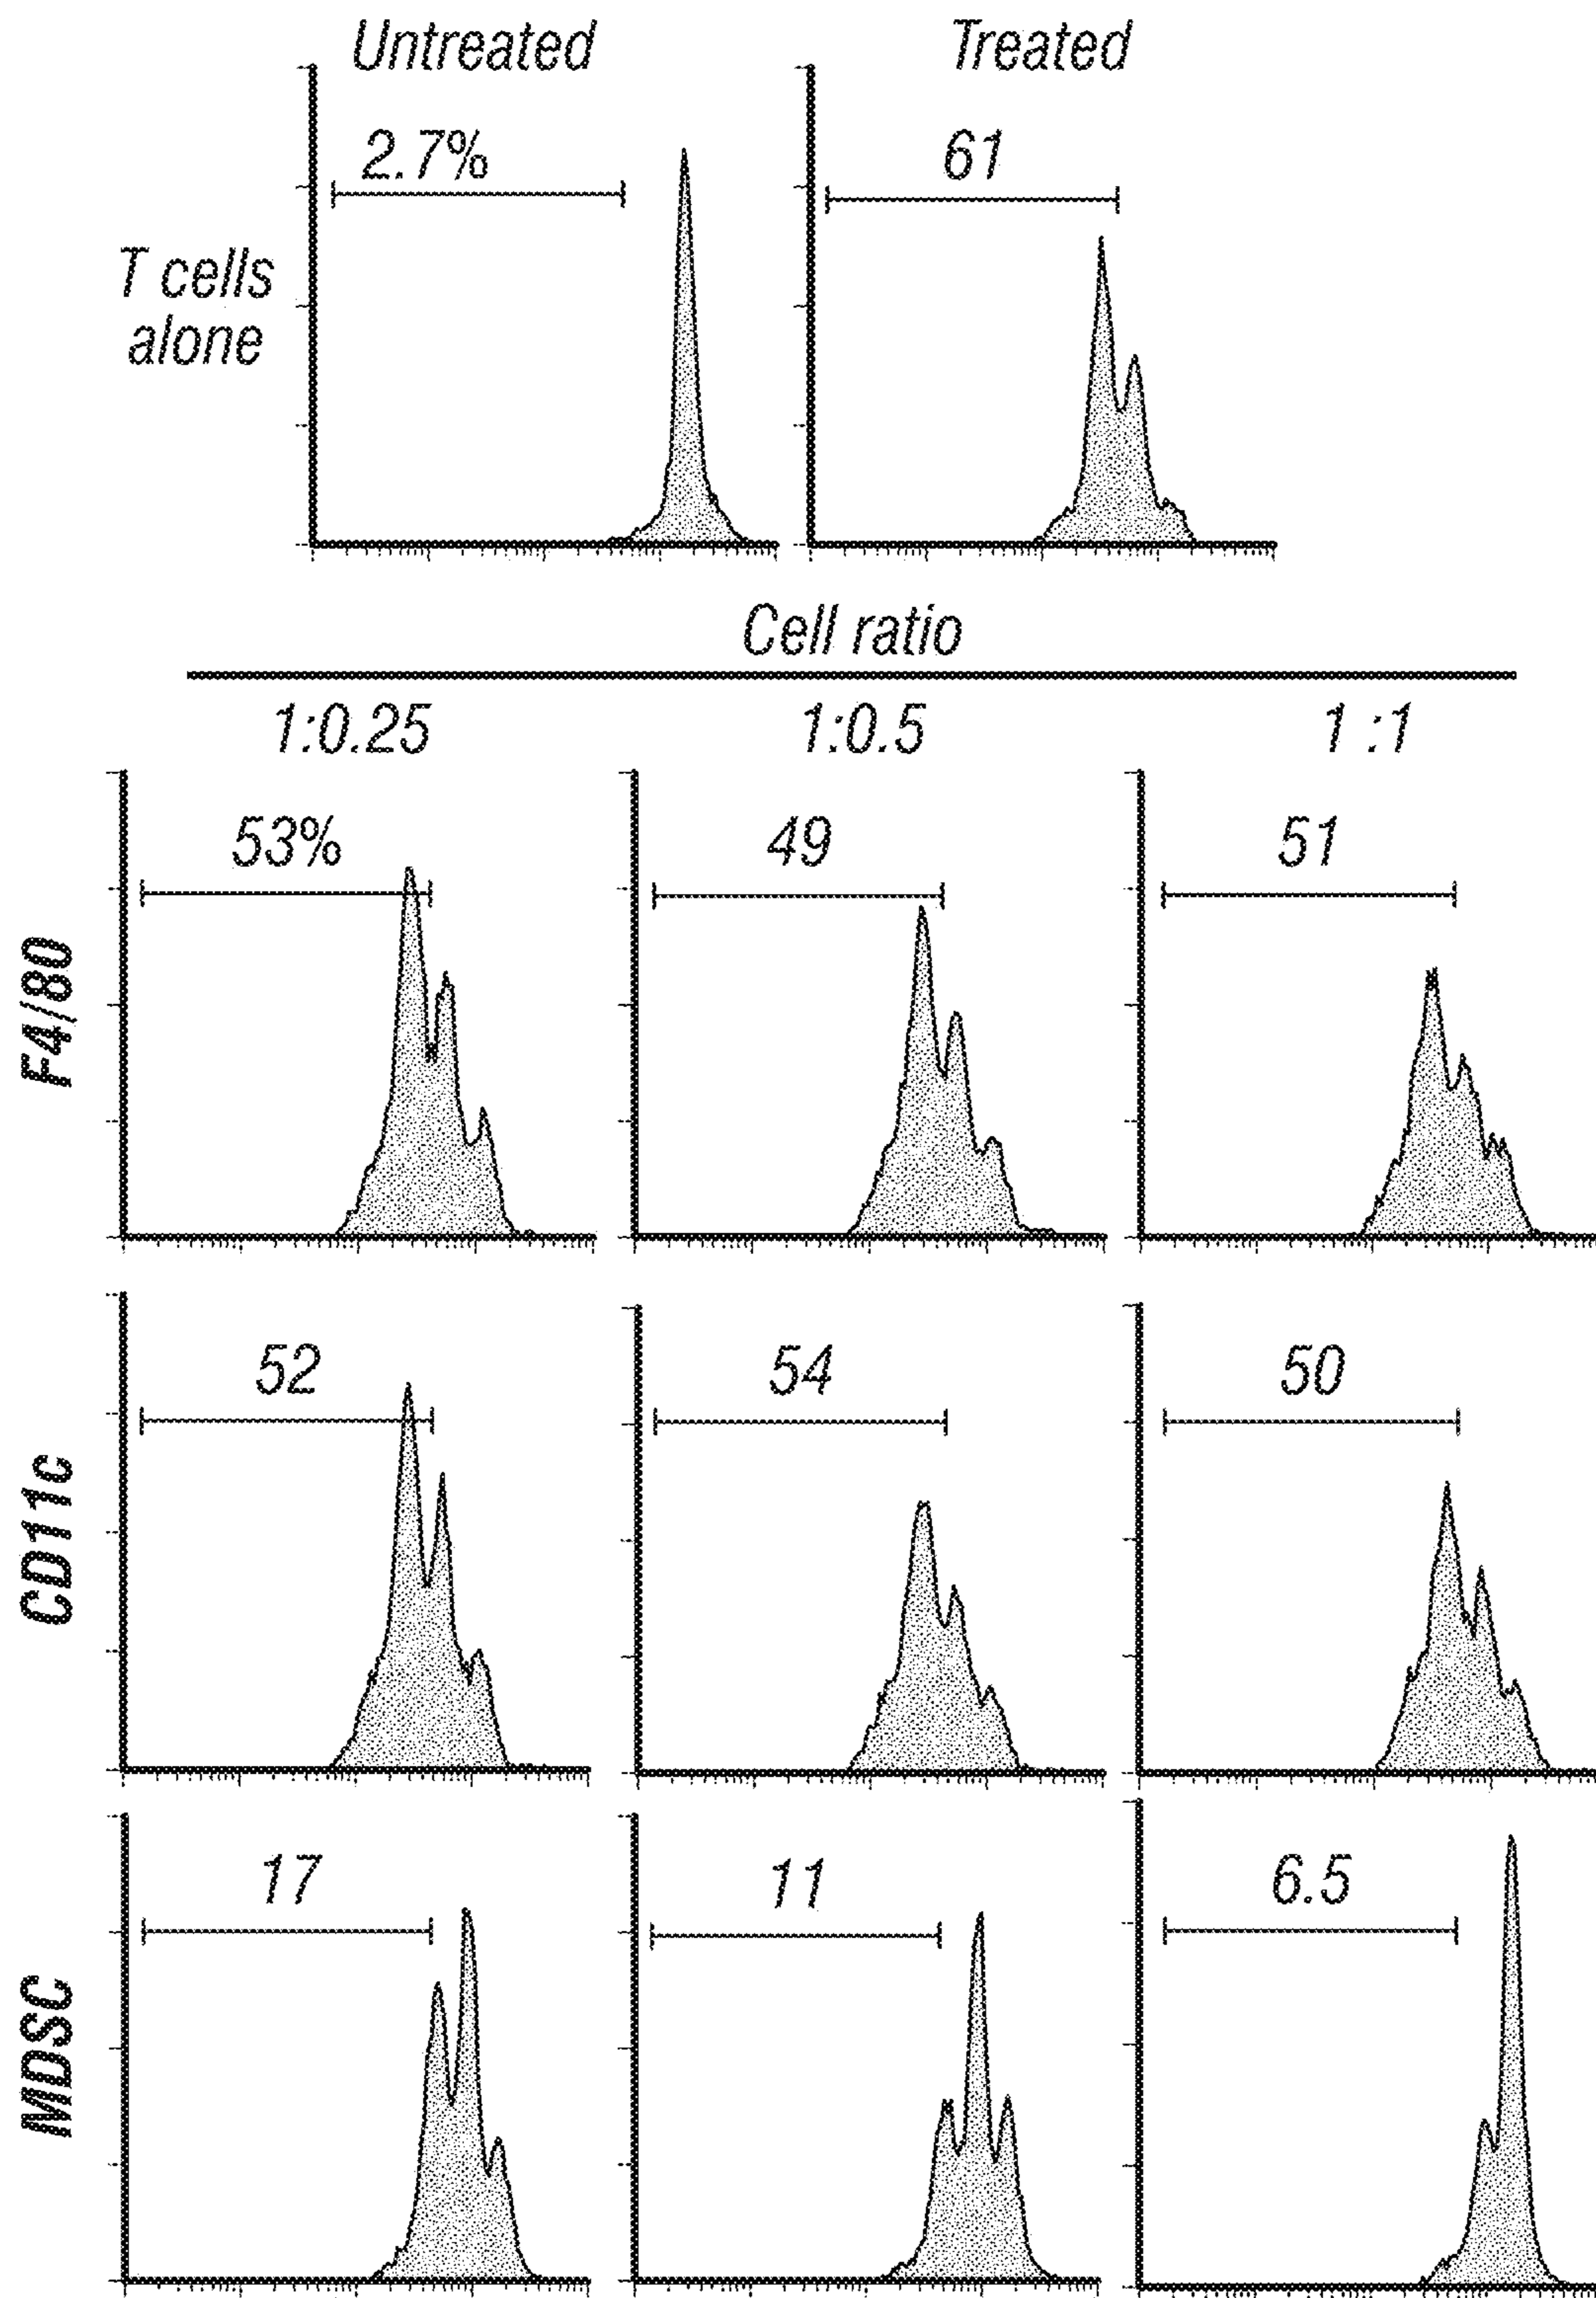 Untreated Treated
2.7% 61
T cells
alone
Cell ratio
1:0.25 1:0.5 1 :1
F4/80
53% 49 51
CD11c
52 54 50
MDSC
17 11 6.5